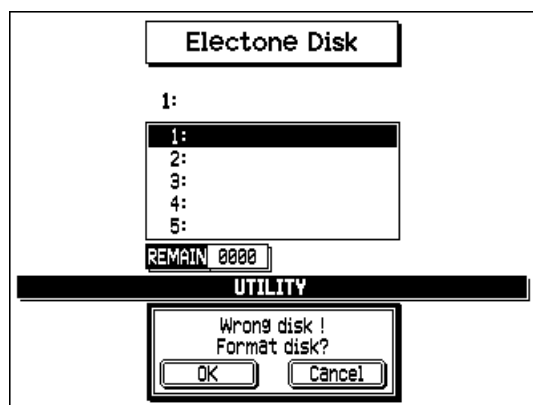 Electone Disk
1:
1:
2:
3:
4:
5:
REMAIN 0000
UTILITY
Wrong disk !
Format disk?
OK Cancel